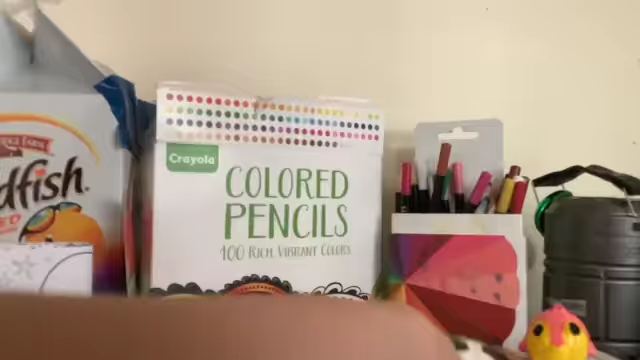 dfish
Crayola
COLORED
PENCILS
100 RICH, VIBRANT COLORS